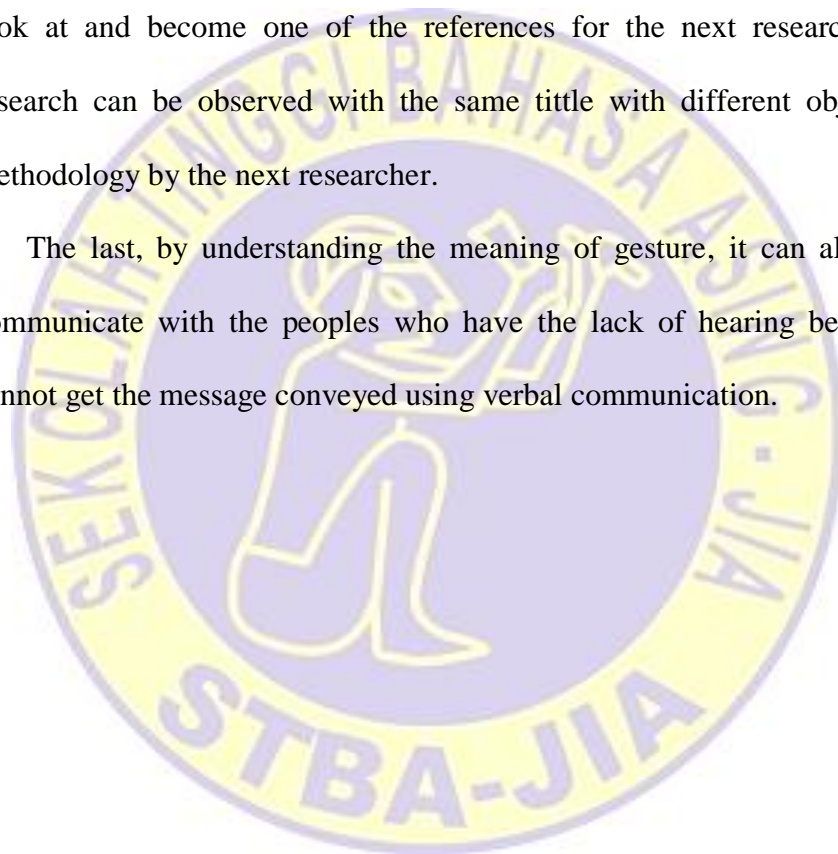 ook at and become one of the references for the next researc
search can be observed with the same tittle with different obj
ethodology by the next researcher.
The last, by understanding the meaning of gesture, it can al
ommunicate with the peoples who have the lack of hearing be
nnot get the message conveyed using verbal communication.
SEKOLAH TINGGI BAHASA ASING - JIA
STBA-JIA